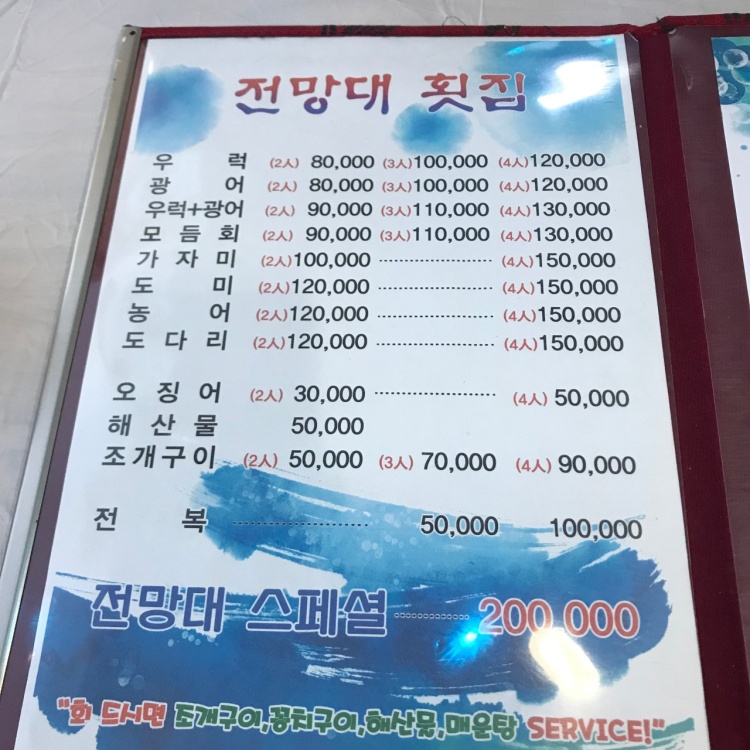 전망대 횟집
우럭 (2人) 80,000 (3人)100,000 (4人)120,000
광어 (2人) 80,000 (3人)100,000 (4人)120,000
우럭+광어 (2人) 90,000 (3人)110,000 (4人)130,000
모듬회 (2人) 90,000 (3人)110,000 (4人)130,000
가자미 (2人)100,000 (4人)150,000
도미 (2人)120,000 (4人)150,000
농어 (2人)120,000 (4人)150,000
도다리 (2人)120,000 (4人)150,000
오징어 (2人) 30,000 (4人) 50,000
해산물 50,000
조개구이 (2人) 50,000 (3人) 70,000 (4人) 90,000
전복 50,000 100,000
전망대 스페셜 200,000
"회 드시면 조개구이,꽁치구이,해산물,매운탕 SERVICE!"